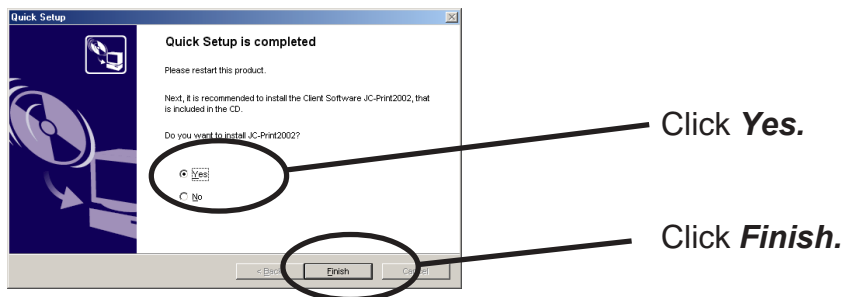 Quick Setup
Quick Setup is completed
Please restart this product.
Next, it is recommended to install the Client Software JC-Print2002, that
is included in the CD.
Do you want to install JC-Print2002?
Yes
No
Click Yes.
Click Finish.
< Back
Finish
Cancel